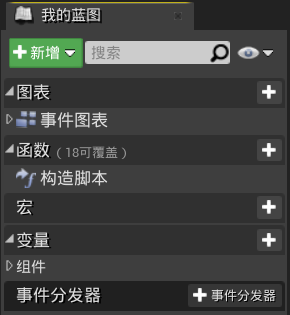 我的蓝图
新增 搜索
图表
事件图表
函数 (18可覆盖)
构造脚本
宏
变量
组件
事件分发器 事件分发器